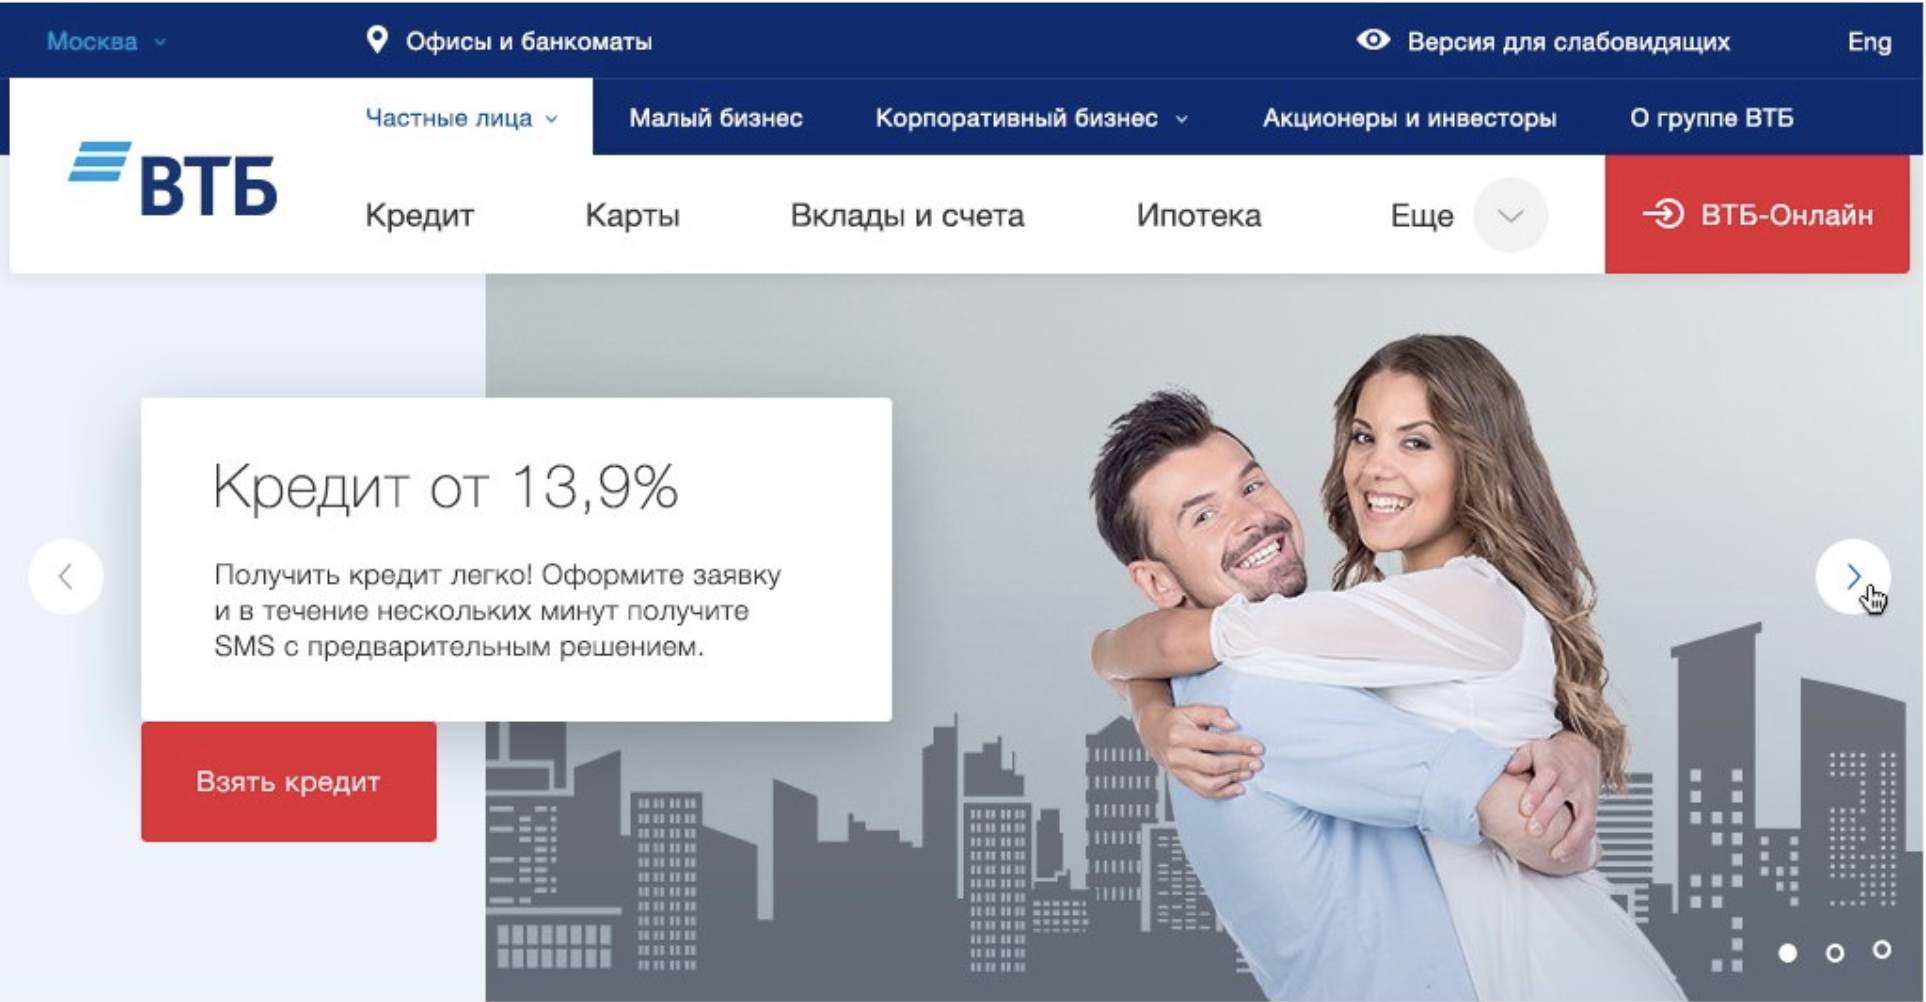 Москва
Офисы и банкоматы
Версия для слабовидящих
Eng
Частные лица
Малый бизнес
Корпоративный бизнес
Акционеры и инвесторы
О группе ВТБ
ВТБ
Кредит
Карты
Вклады и счета
Ипотека
Еще
ВТБ-Онлайн
Кредит от 13,9%
Получить кредит легко! Оформите заявку
и в течение нескольких минут получите
SMS с предварительным решением.
Взять кредит